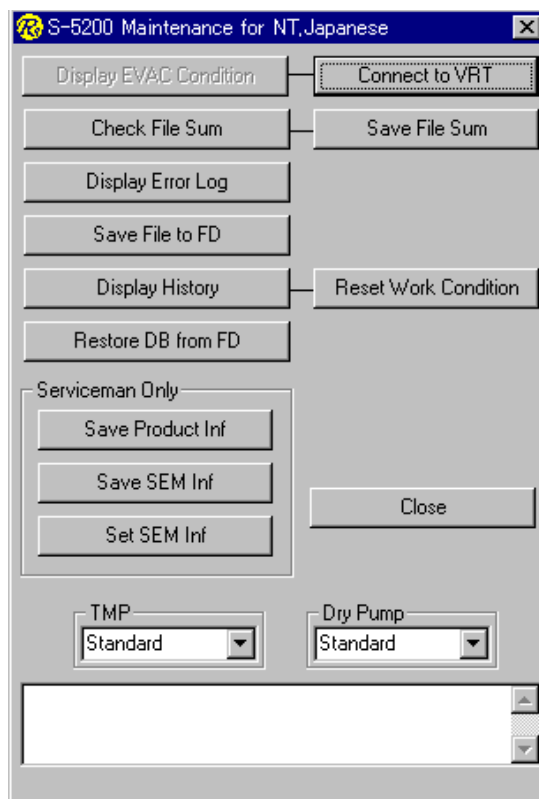 S-5200 Maintenance for NT,Japanese
Display EVAC Condition
Connect to VRT
Check File Sum
Save File Sum
Display Error Log
Save File to FD
Display History
Reset Work Condition
Restore DB from FD
Serviceman Only
Save Product Inf
Save SEM Inf
Set SEM Inf
Close
TMP
Standard
Dry Pump
Standard